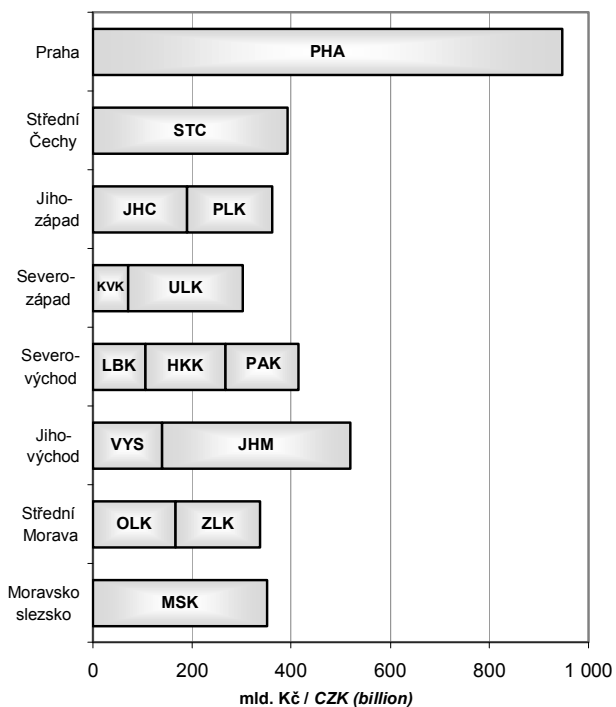 Praha
PHA
Střední
Čechy
STC
Jiho-
západ
JHC PLK
Severo-
západ
KVK ULK
Severo-
východ
LBK HKK PAK
Jiho-
východ
VYS JHM
Střední
Morava
OLK ZLK
Moravsko
slezsko
MSK
0 200 400 600 800 1 000
mld. Kč / CZK (billion)